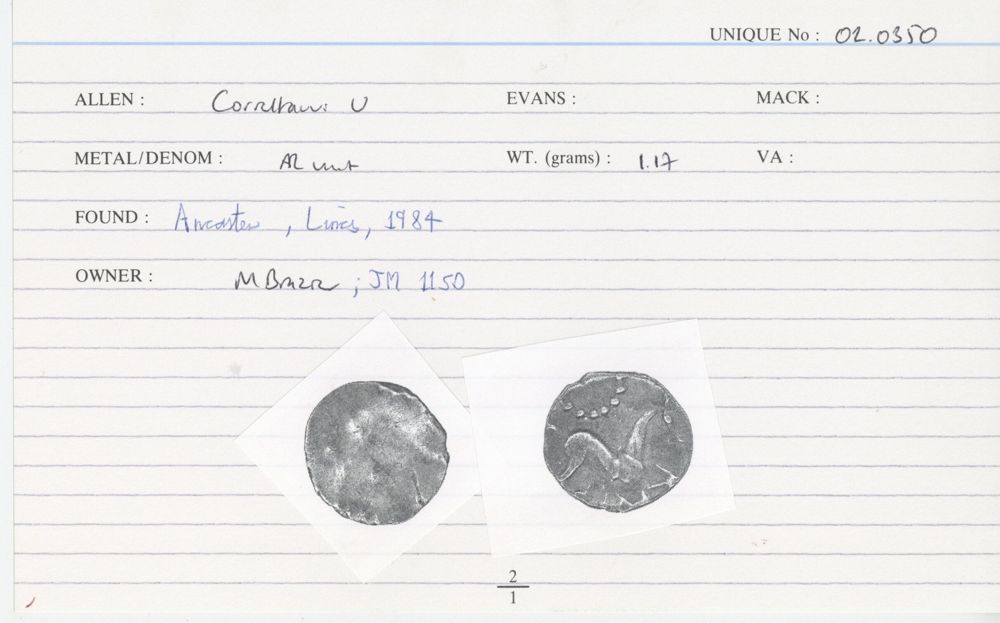 UNIQUE No : 02.0350
ALLEN : Corieltauvi U EVANS : MACK :
METAL/DENOM : AR unit WT. (grams) : 1.17 VA :
FOUND : Ancaster, Lincs, 1984
OWNER : M ; JM 1150
2
1